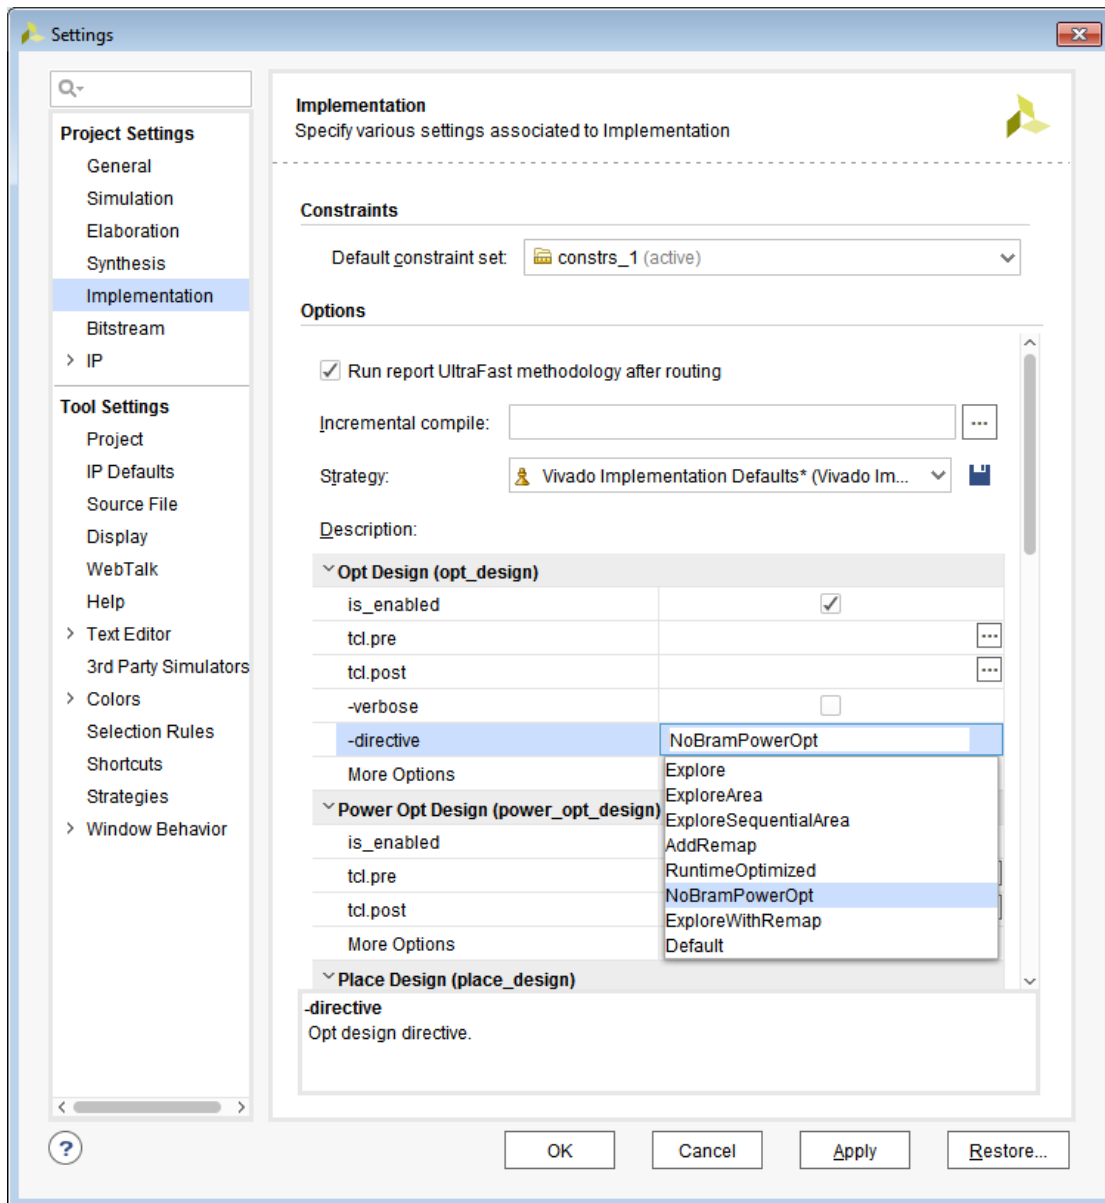 Settings
Project Settings
General
Simulation
Elaboration
Synthesis
Implementation
Bitstream
IP
Tool Settings
Project
IP Defaults
Source File
Display
WebTalk
Help
Text Editor
3rd Party Simulators
Colors
Selection Rules
Shortcuts
Strategies
Window Behavior
Implementation
Specify various settings associated to Implementation
Constraints
Default constraint set: constrs_1 (active)
Options
Run report UltraFast methodology after routing
Incremental compile: ...
Strategy: Vivado Implementation Defaults* (Vivado Im...
Description:
Opt Design (opt_design)
is_enabled
tcl.pre ...
tcl.post ...
-verbose
-directive NoBramPowerOpt
More Options
Power Opt Design (power_opt_design)
is_enabled
tcl.pre
tcl.post
More Options
Place Design (place_design)
Explore
ExploreArea
ExploreSequentialArea
AddRemap
RuntimeOptimized
NoBramPowerOpt
ExploreWithRemap
Default
-directive
Opt design directive.
? OK Cancel Apply Restore...